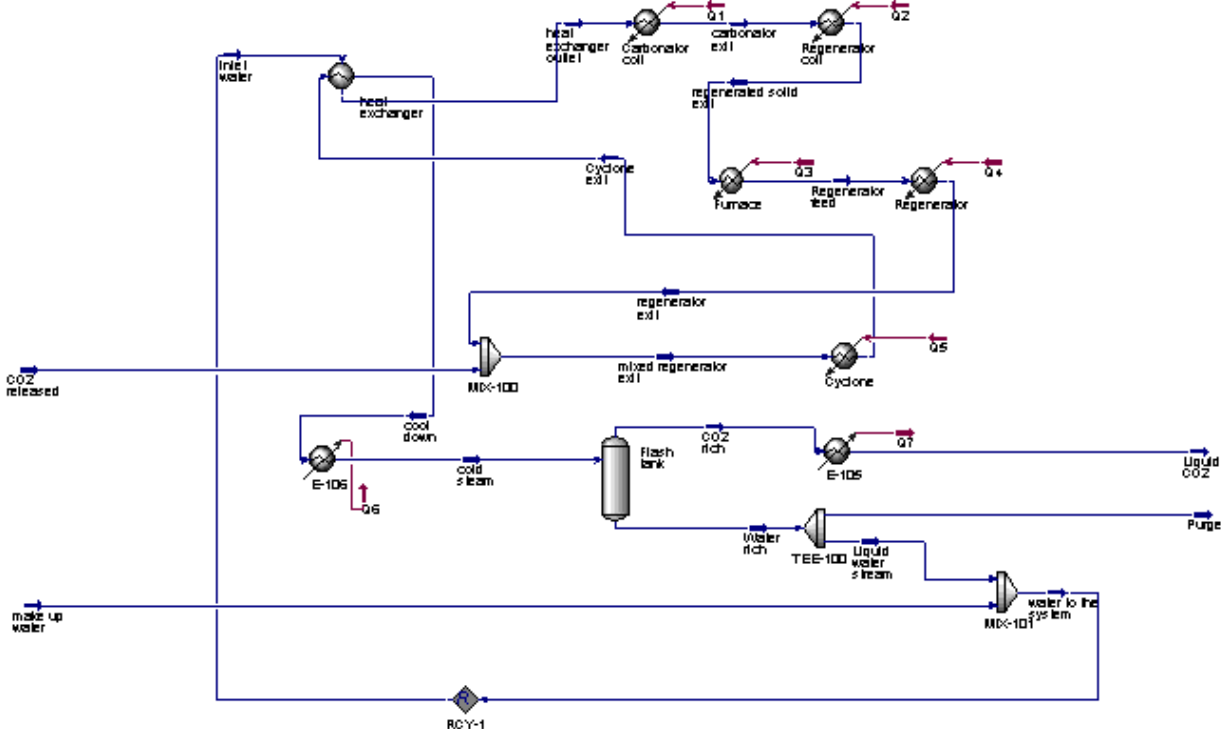 Q1
Q2
heat
exchanger
outlet
Carbonator
coil
carbonator
exit
Regenerator
coil
Inlet
water
heat
exchanger
regenerated solid
exit
Cyclone
exit
Q3
Q4
Furnace
Regenerator
feed
Regenerator
regenerator
exit
Q5
CO2
released
MIX-100
mixed regenerator
exit
Cyclone
cool
down
CO2
rich
Q7
Flash
tank
E-106
cold
steam
E-105
Liquid
CO2
Q6
Water
rich
TEE-100
Liquid
water
stream
Purge
make up
water
MIX-101
water to the
system
R
RCY-1